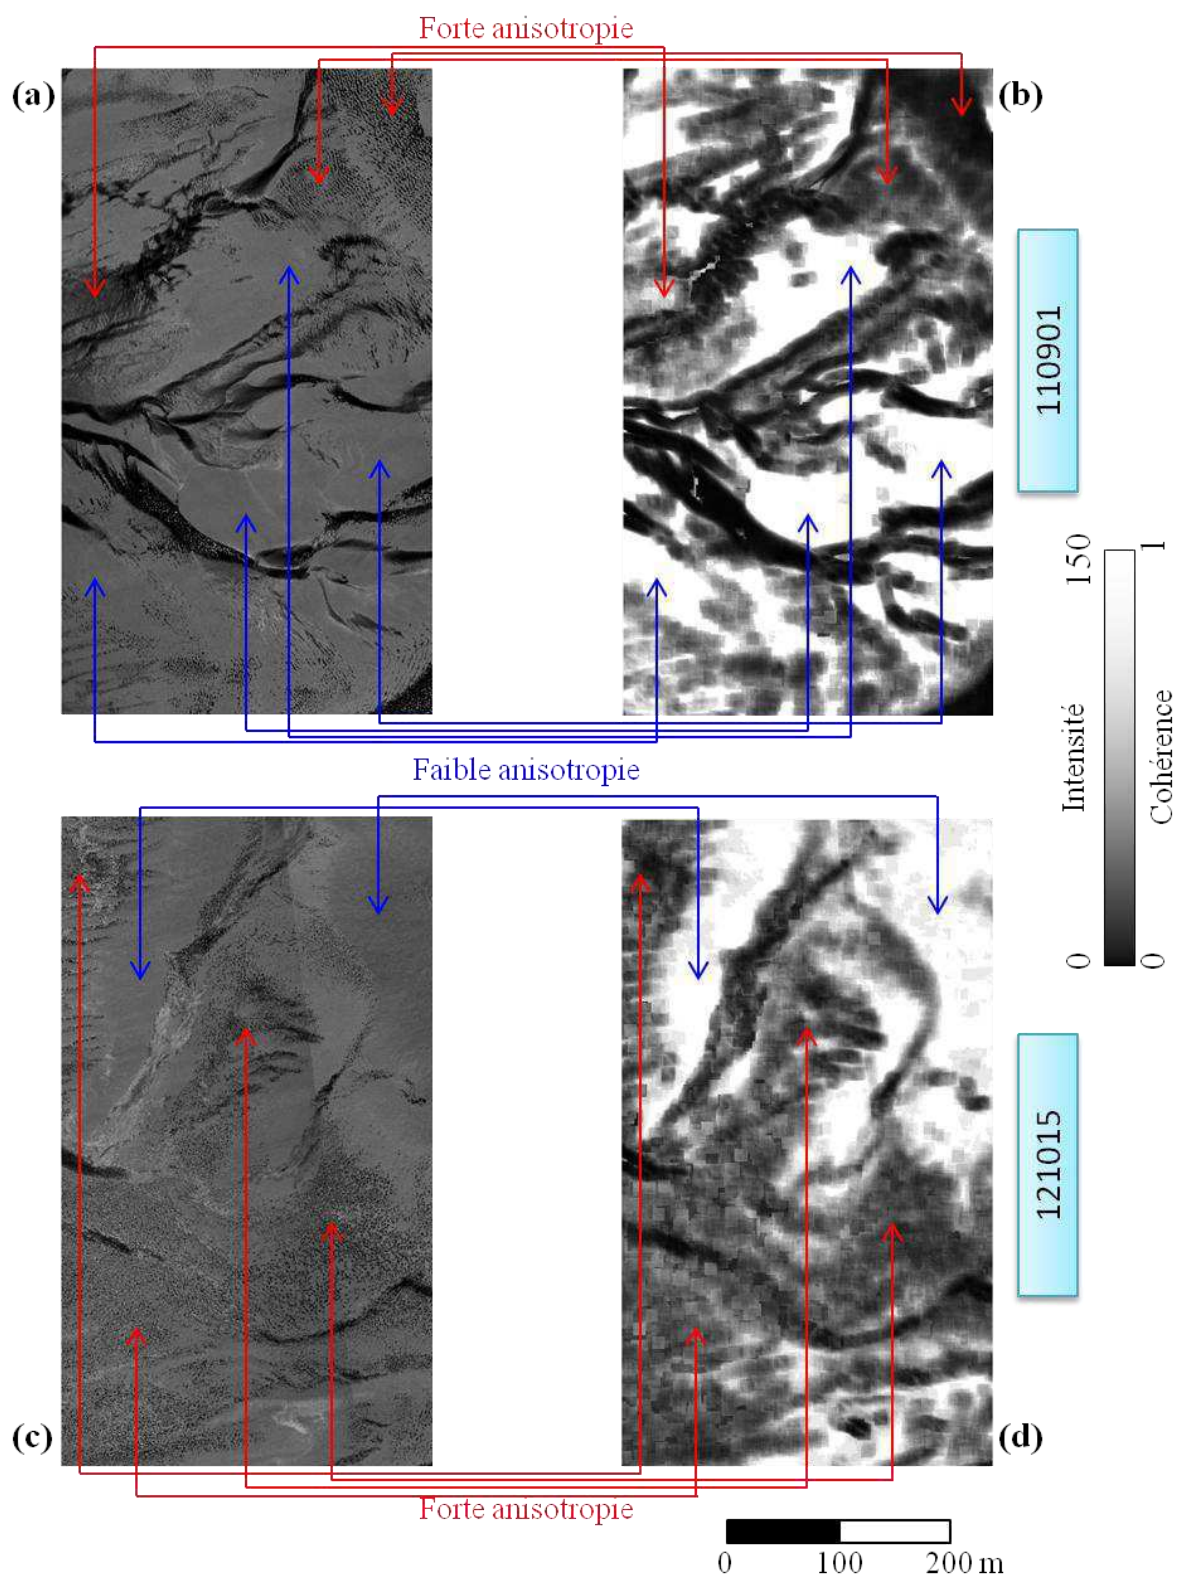 Forte anisotropie
(a)
(b)
110901
Faible anisotropie
150
1
Intensité
Cohérence
0
0
121015
(c)
(d)
Forte anisotropie
0
100
200 m